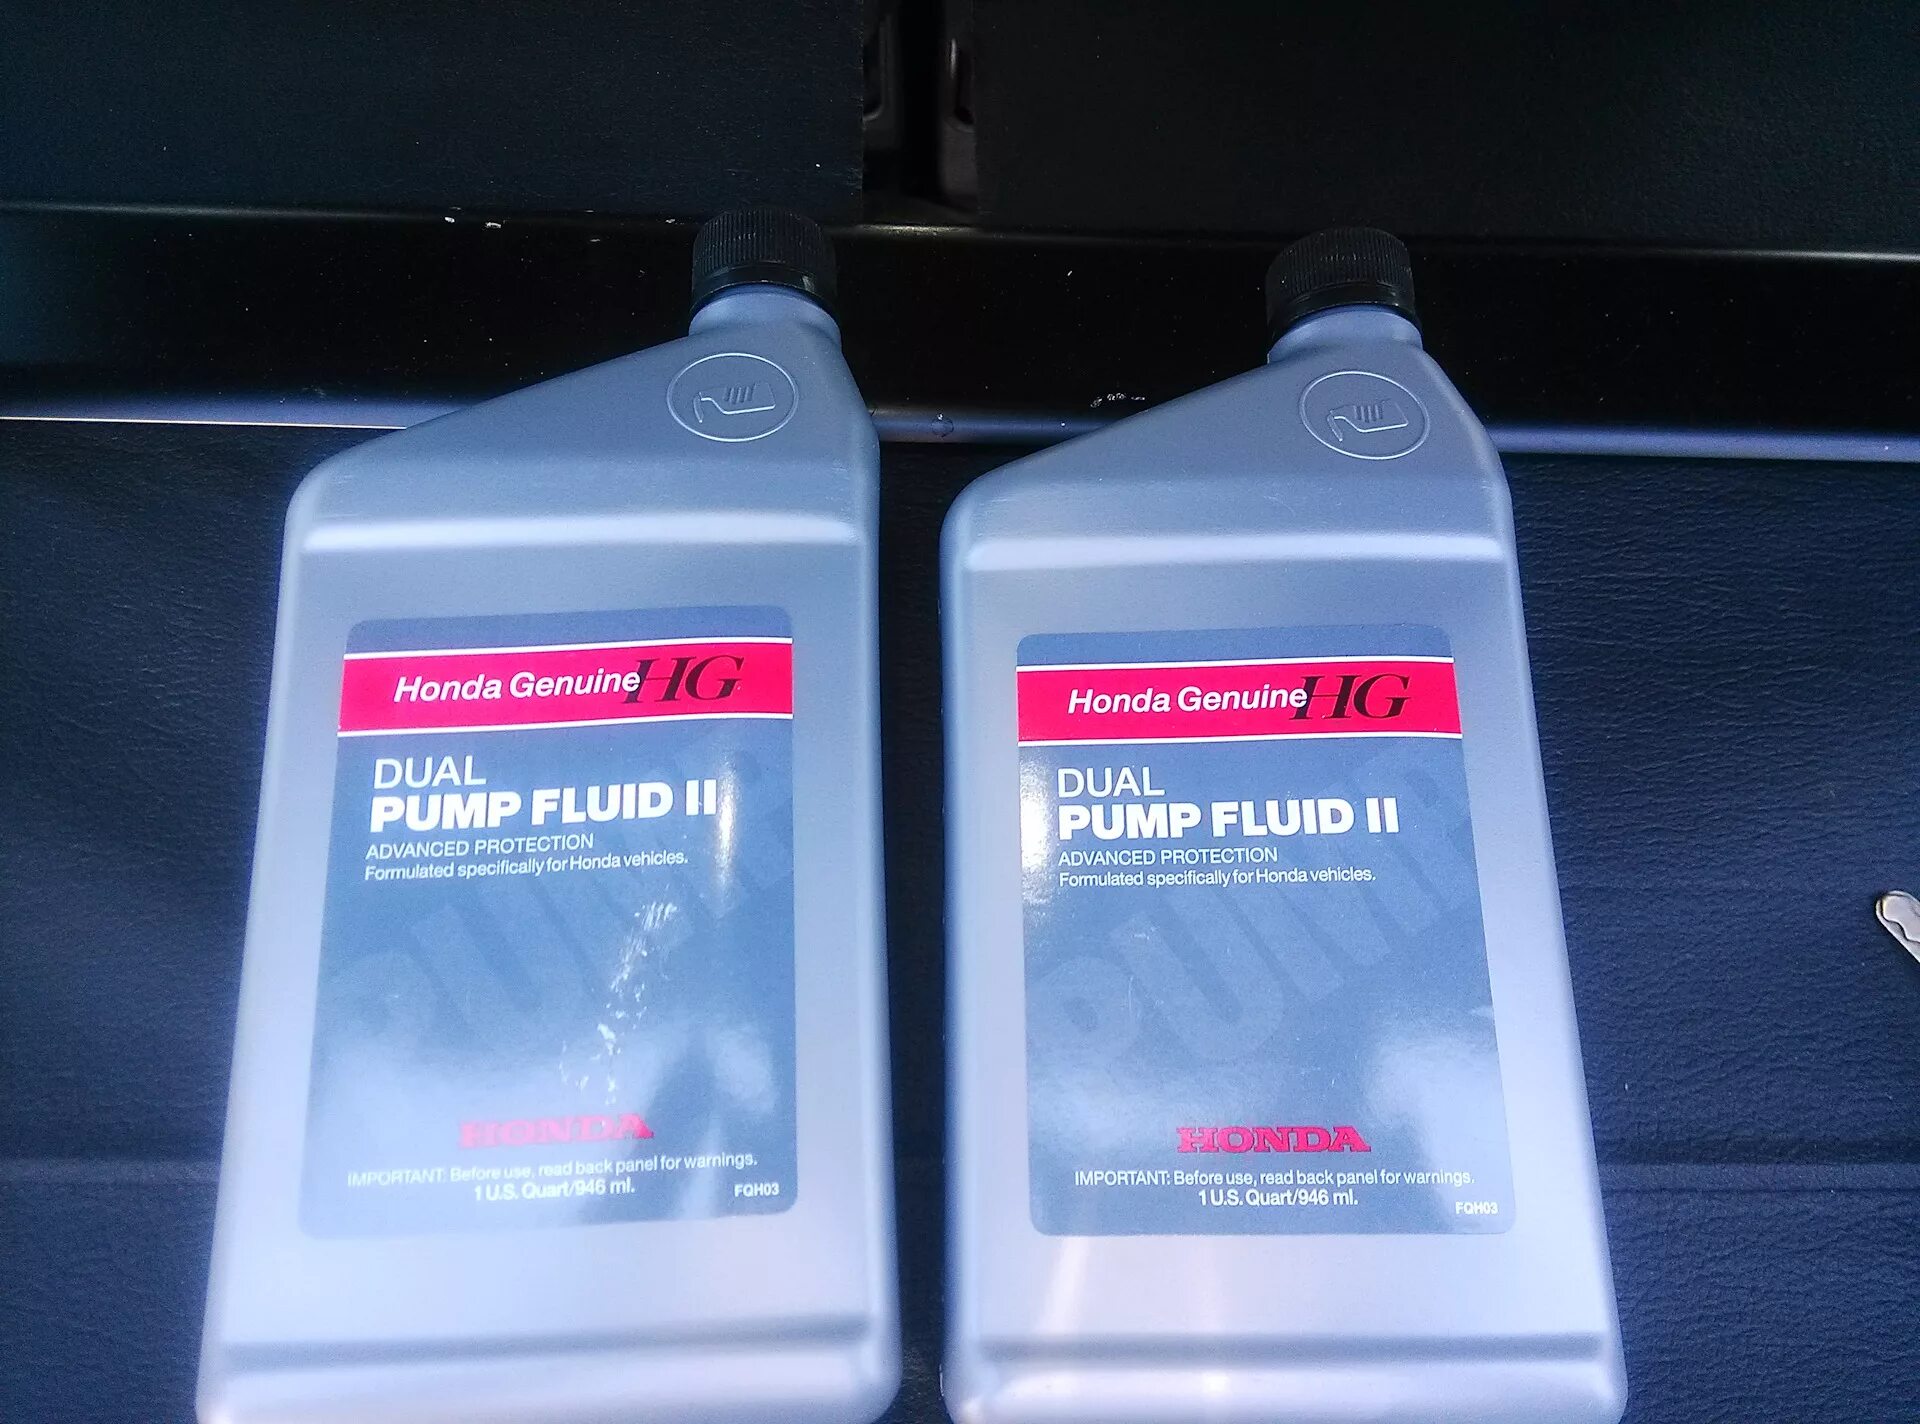 Honda Genuine HG
DUAL
PUMP FLUID II
ADVANCED PROTECTION
Formulated specifically for Honda vehicles.
PUMP
HONDA
IMPORTANT: Before use, read back panel for warnings.
1 U.S. Quart/946 ml.
FQH03
Honda Genuine HG
DUAL
PUMP FLUID II
ADVANCED PROTECTION
Formulated specifically for Honda vehicles.
PUMP
HONDA
IMPORTANT: Before use, read back panel for warnings.
1 U.S. Quart/946 ml.
FQH03